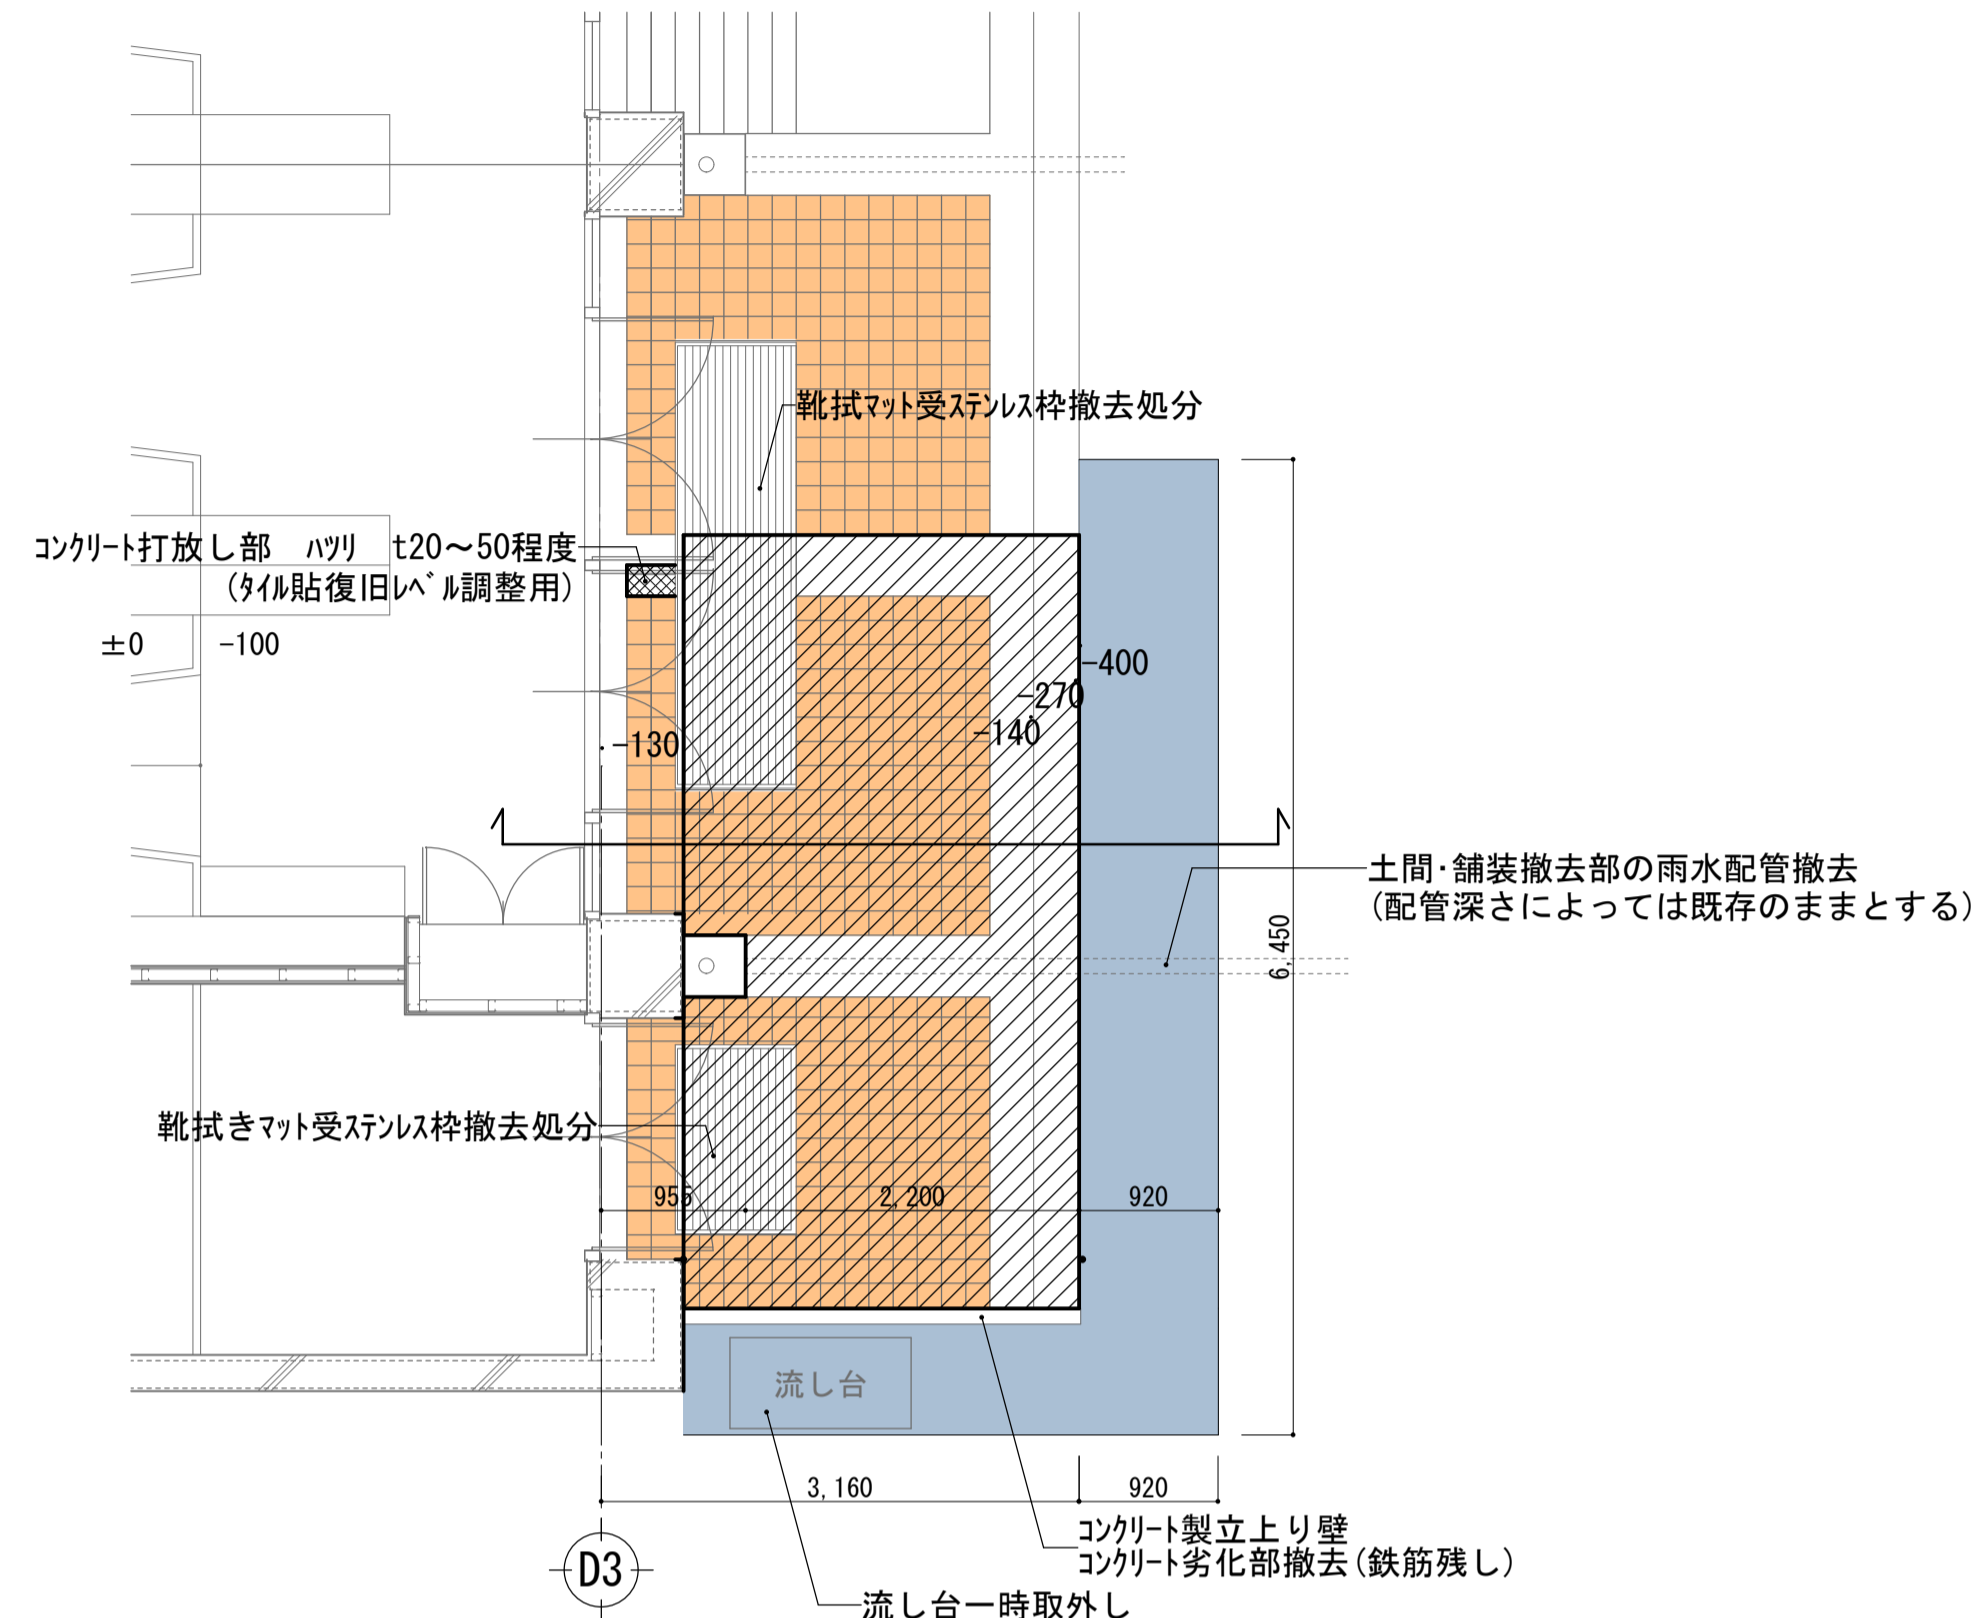 靴拭ﾏｯﾄ受ｽﾃﾝﾚｽ枠撤去処分
ｺﾝｸﾘｰﾄ打放し部　ﾊﾂﾘ　t20～50程度
(ﾀｲﾙ貼復旧ﾚﾍﾞﾙ調整用)
±0
-100
-400
-270
-140
-130
土間･舗装撤去部の雨水配管撤去
(配管深さによっては既存のままとする)
6,450
靴拭きﾏｯﾄ受ｽﾃﾝﾚｽ枠撤去処分
955
2,200
920
流し台
3,160
920
ｺﾝｸﾘｰﾄ製立上り壁
ｺﾝｸﾘｰﾄ劣化部撤去(鉄筋残し)
D3
流し台一時取外し